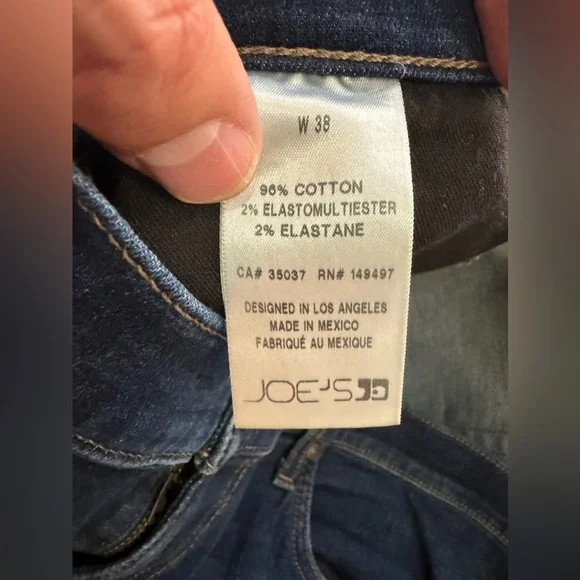 W 38
96% COTTON
2% ELASTOMULTIESTER
2% ELASTANE
CA# 35037 RN# 149497
DESIGNED IN LOS ANGELES
MADE IN MEXICO
FABRIQUÉ AU MEXIQUE
JOE'S